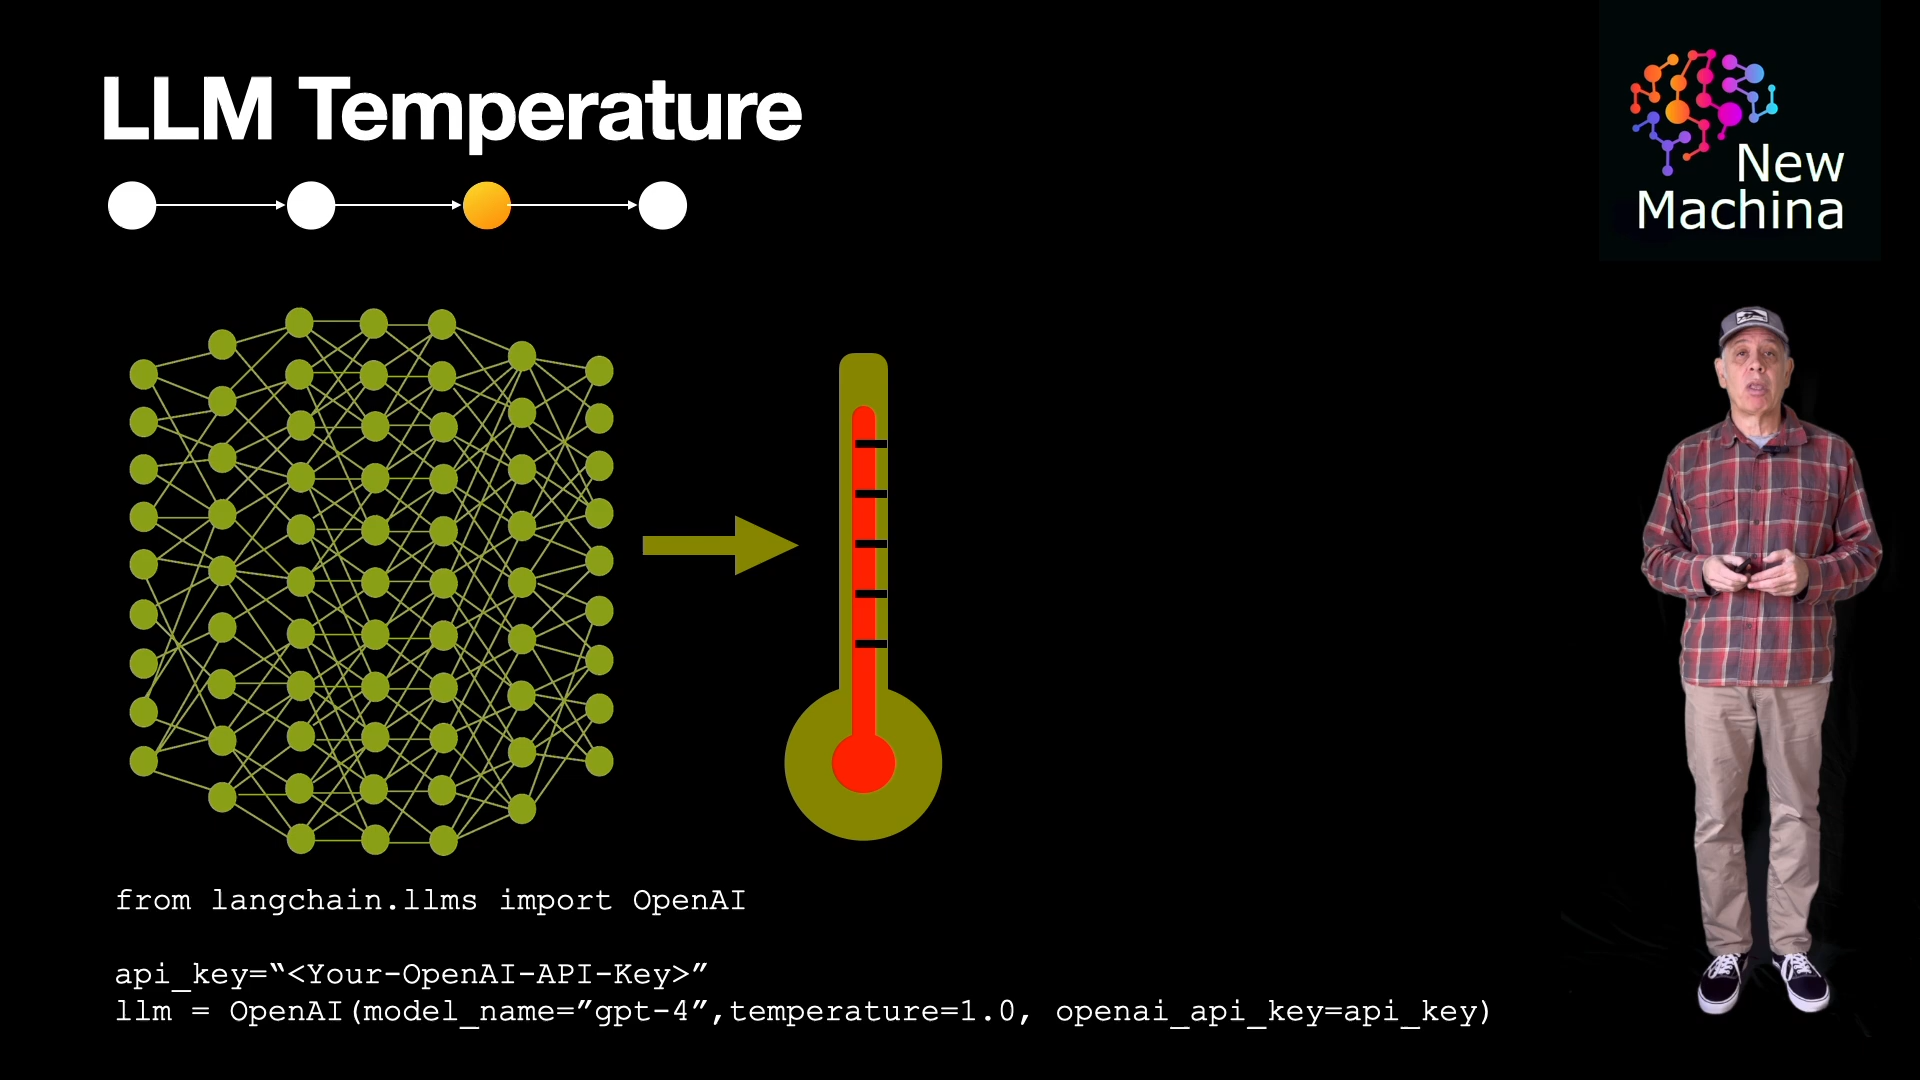 LLM Temperature
New
Machina
from langchain.llms import OpenAI
api_key=“<Your-OpenAI-API-Key>”
llm = OpenAI(model_name=”gpt-4”,temperature=1.0, openai_api_key=api_key)